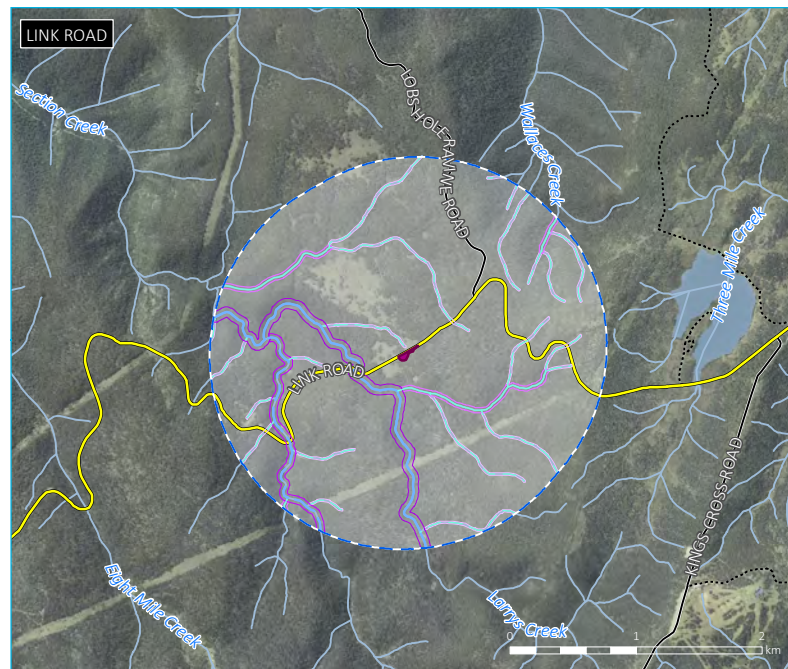 LINK ROAD
Section Creek
LOBS HOLE RAVINE ROAD
Wallaces Creek
Three Mile Creek
LINK ROAD
KINGS CROSS ROAD
Eight Mile Creek
Lorrys Creek
0 1 2
km